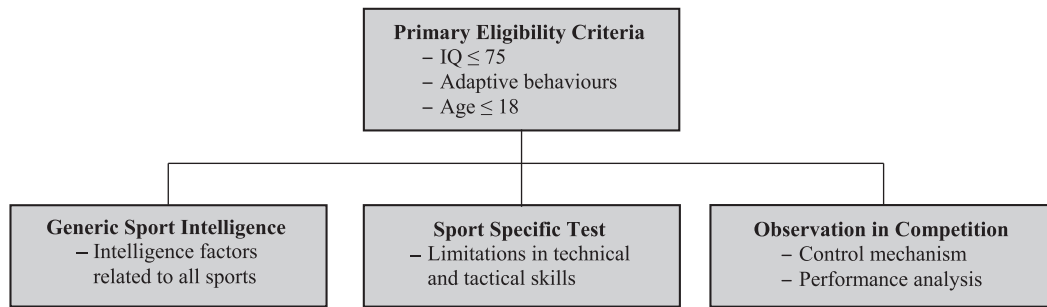 Primary Eligibility Criteria
– IQ ≤ 75
– Adaptive behaviours
– Age ≤ 18
Generic Sport Intelligence
– Intelligence factors
related to all sports
Sport Specific Test
– Limitations in technical
and tactical skills
Observation in Competition
– Control mechanism
– Performance analysis